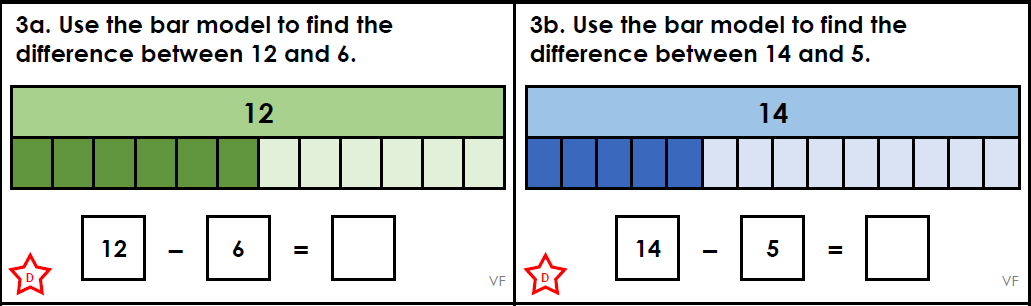 3a. Use the bar model to find the
difference between 12 and 6.
12
12 – 6 =
D
VF
3b. Use the bar model to find the
difference between 14 and 5.
14
14 – 5 =
D
VF